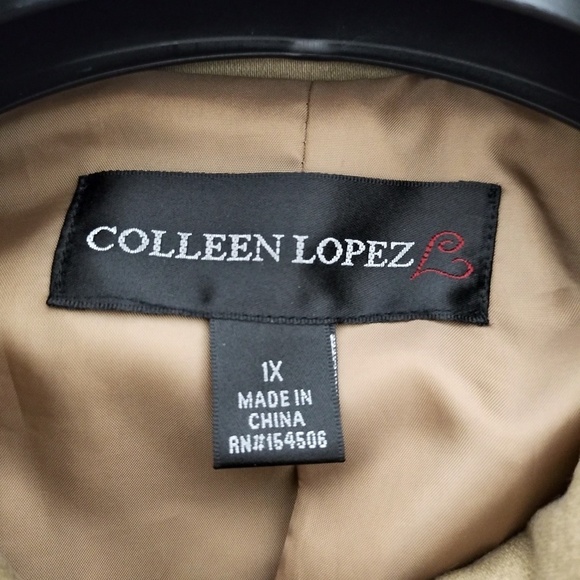 COLLEEN LOPEZ L
1X
MADE IN
CHINA
RN#154506